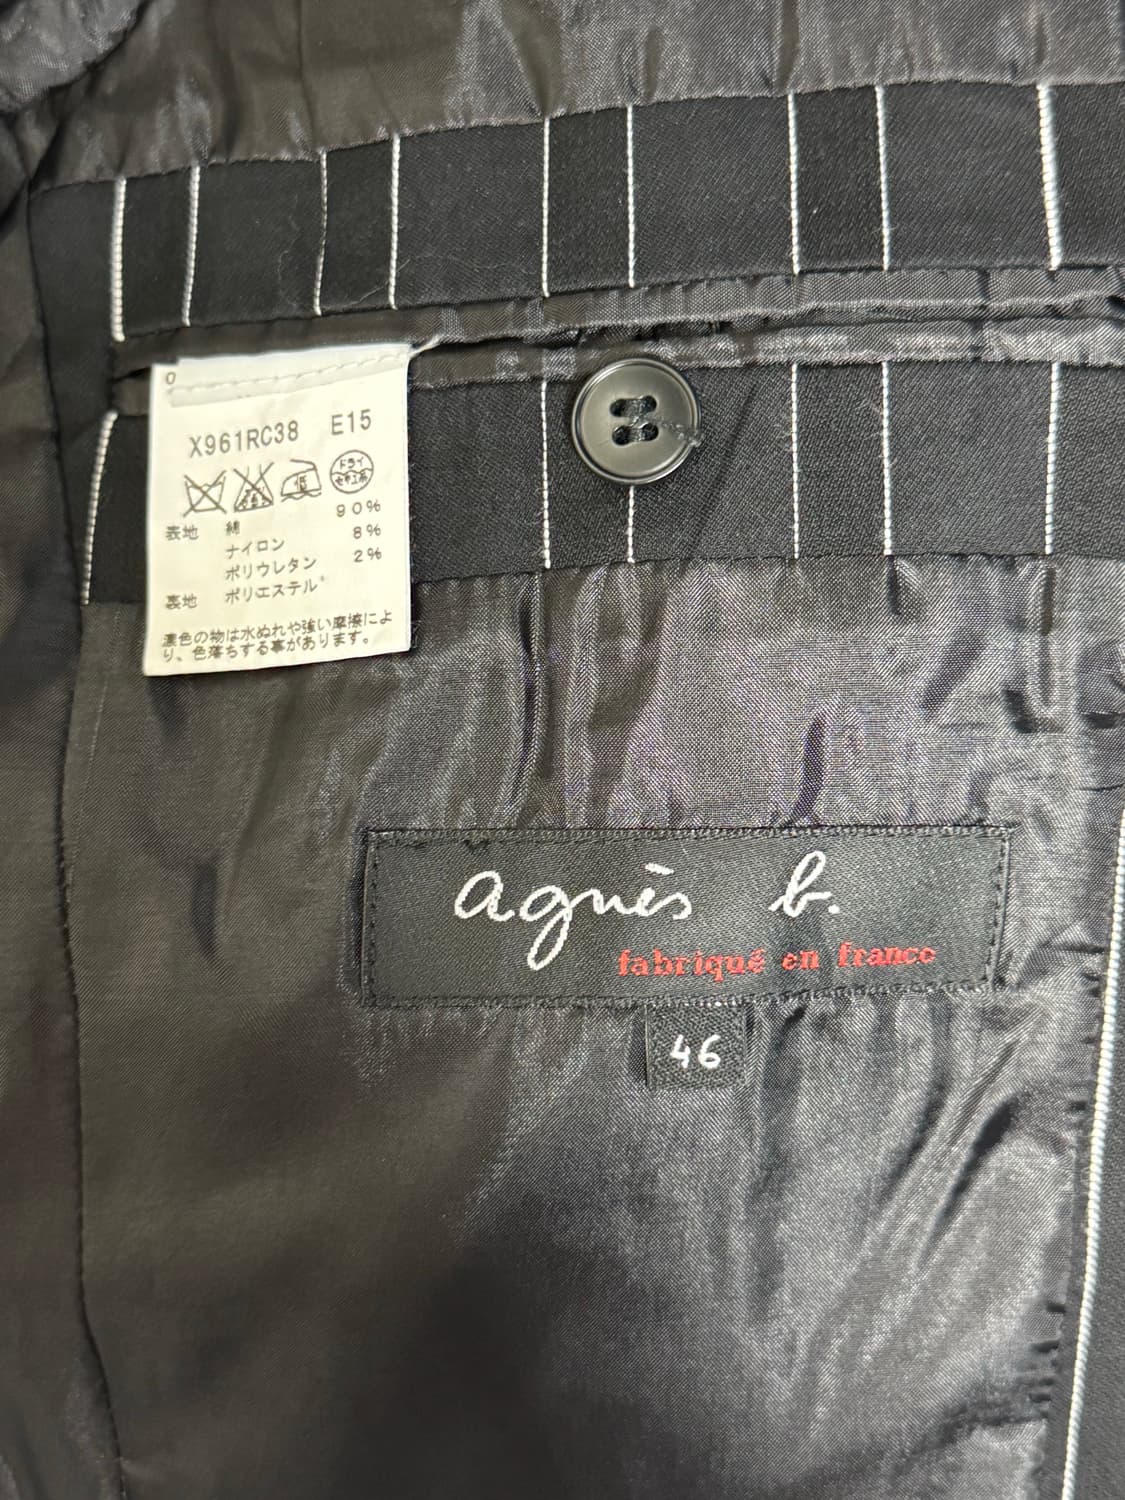 0
X961RC38 E15
ドライ
セキユ系
表地 綿 90%
ナイロン 8%
ポリウレタン 2%
裏地 ポリエステル
濃色の物は水ぬれや強い摩擦によ
り、色落ちする事があります。
agnès b.
fabriqué en france
46